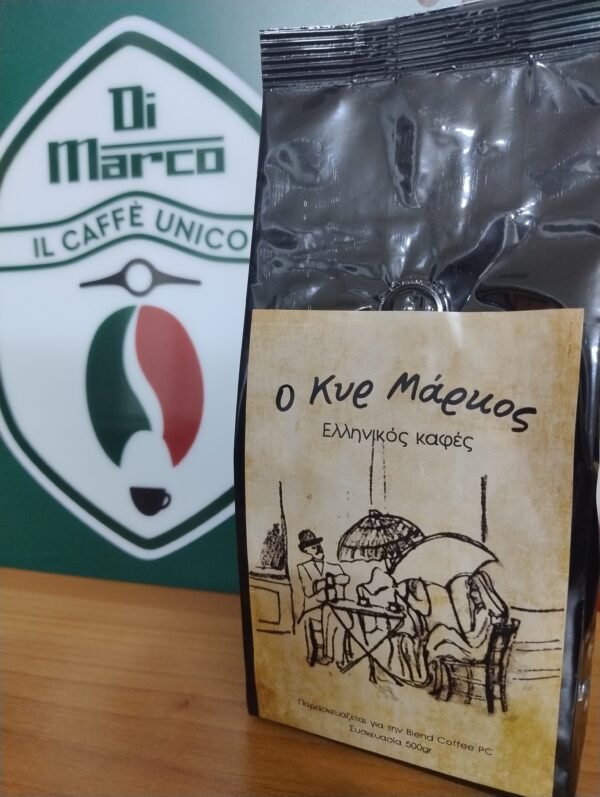 Di
Marco
IL CAFFÈ UNICO
Ο Κυρ Μάρκος
Ελληνικός καφές
Παρασκευάζεται για την Blend Coffee PC
Συσκευασία 500gr